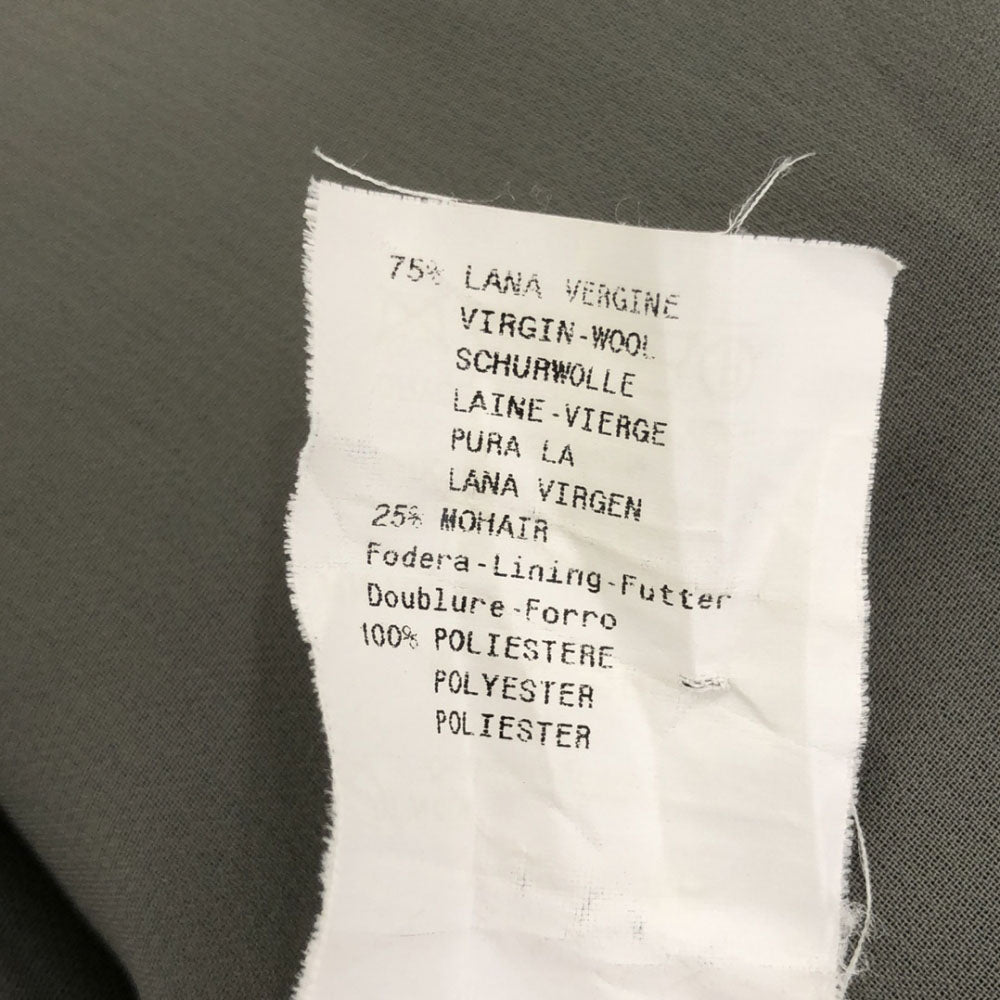 75% LANA VERGINE
VIRGIN-WOOL
SCHURWOLLE
LAINE-VIERGE
PURA LA
LANA VIRGEN
25% MOHAIR
Fodera-Lining-Futter
Doublure-Forro
100% POLIESTERE
POLYESTER
POLIESTER